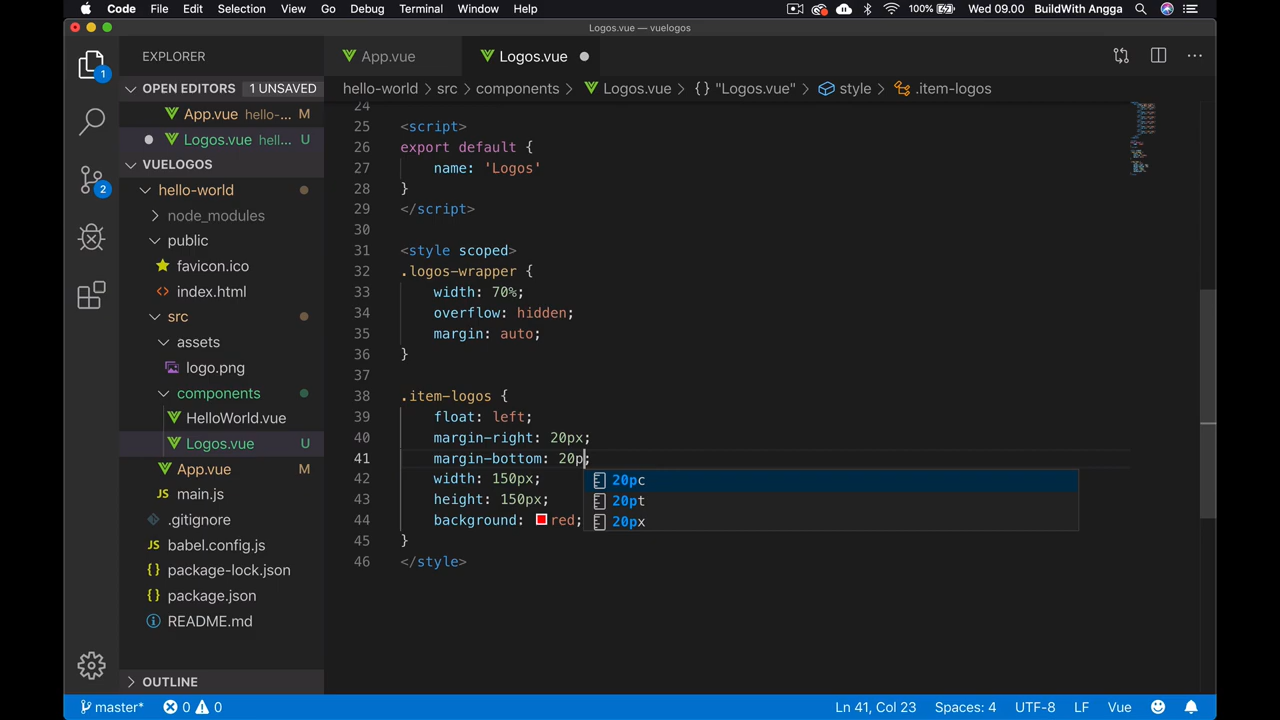 Code File Edit Selection View Go Debug Terminal Window Help 100% Wed 09.00 BuildWith Angga
Logos.vue — vuelogos
EXPLORER
OPEN EDITORS 1 UNSAVED
App.vue hello-... M
Logos.vue hell... U
VUELOGOS
hello-world
node_modules
public
favicon.ico
index.html
src
assets
logo.png
components
HelloWorld.vue
Logos.vue U
App.vue M
main.js
.gitignore
babel.config.js
package-lock.json
package.json
README.md
OUTLINE
1
2
App.vue Logos.vue
hello-world > src > components > Logos.vue > {} "Logos.vue" > style > .item-logos
24
25 <script>
26 export default {
27 name: 'Logos'
28 }
29 </script>
30
31 <style scoped>
32 .logos-wrapper {
33 width: 70%;
34 overflow: hidden;
35 margin: auto;
36 }
37
38 .item-logos {
39 float: left;
40 margin-right: 20px;
41 margin-bottom: 20p;
42 width: 150px;
43 height: 150px;
44 background: red;
45 }
46 </style>
20pc
20pt
20px
master* 0 0 Ln 41, Col 23 Spaces: 4 UTF-8 LF Vue